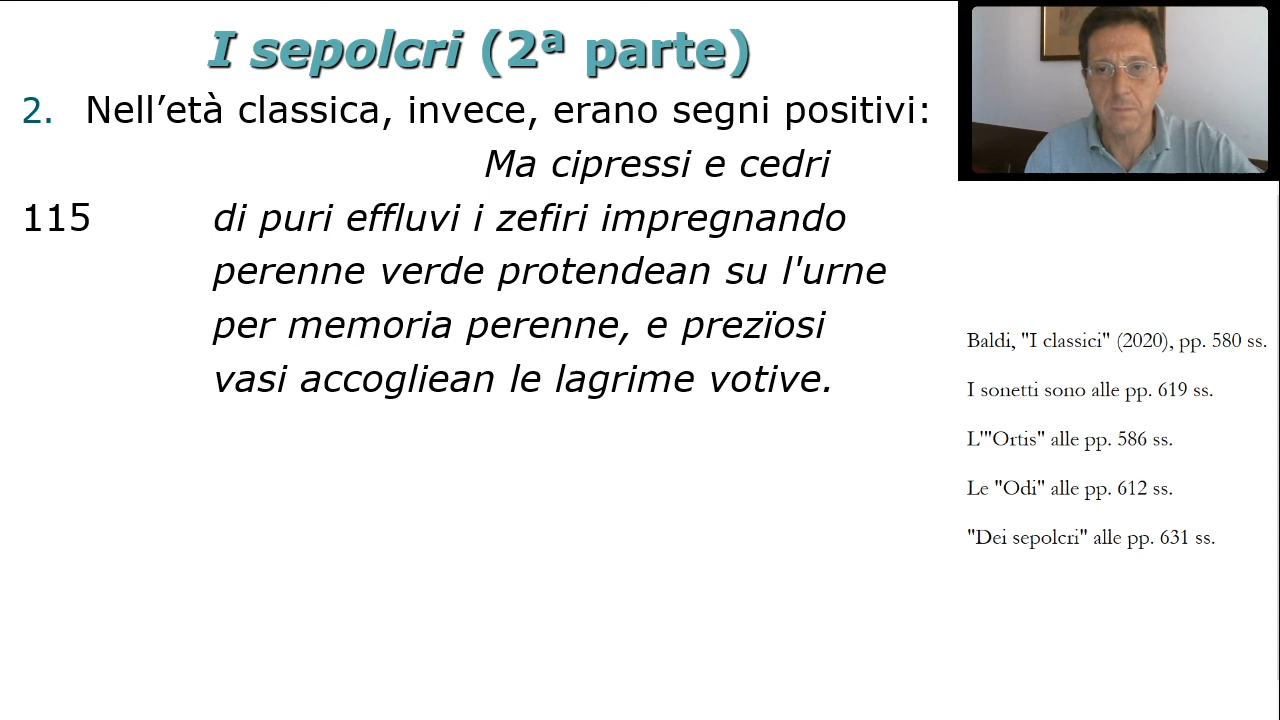 I sepolcri (2ª parte)
2. Nell’età classica, invece, erano segni positivi:
Ma cipressi e cedri
115 di puri effluvi i zefiri impregnando
perenne verde protendean su l'urne
per memoria perenne, e prezïosi
vasi accogliean le lagrime votive.
Baldi, "I classici" (2020), pp. 580 ss.
I sonetti sono alle pp. 619 ss.
L'"Ortis" alle pp. 586 ss.
Le "Odi" alle pp. 612 ss.
"Dei sepolcri" alle pp. 631 ss.